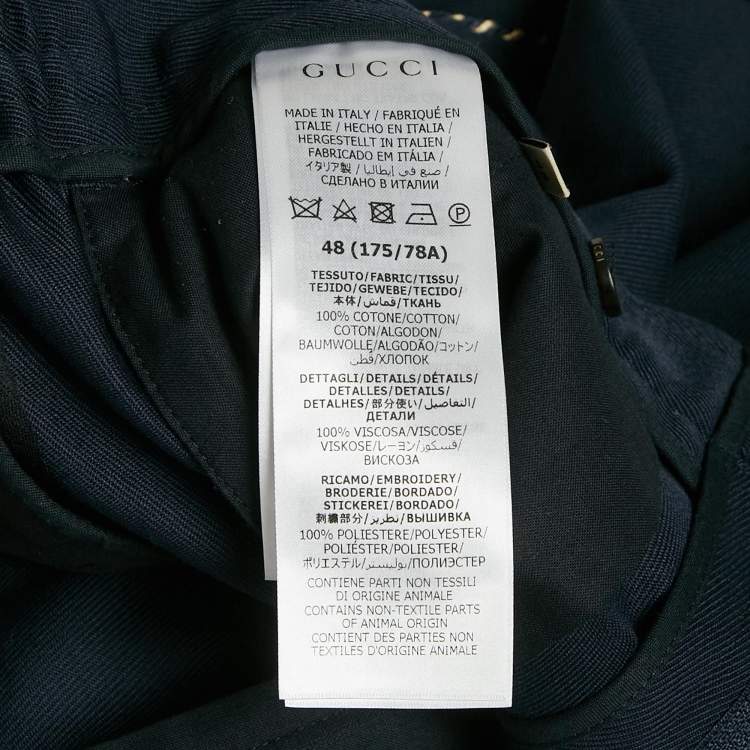 GUCCI
MADE IN ITALY / FABRIQUÉ EN
ITALIE / HECHO EN ITALIA /
HERGESTELLT IN ITALIEN /
FABRICADO EM ITÁLIA /
イタリア製 / صنع في إيطاليا /
СДЕЛАНО В ИТАЛИИ
48 (175/78A)
TESSUTO/FABRIC/TISSU/
TEJIDO/GEWEBE/TECIDO/
本体/قماش/ТКАНЬ
100% COTONE/COTTON/
COTON/ALGODON/
BAUMWOLLE/ALGODÃO/コットン/
قطن/ХЛОПОК
DETTAGLI/DETAILS/DÉTAILS/
DETALLES/DETAILS/
DETALHES/部分使い/التفاصيل/
ДЕТАЛИ
100% VISCOSA/VISCOSE/
VISKOSE/レーヨン/فسكوز/
ВИСКОЗА
RICAMO/EMBROIDERY/
BRODERIE/BORDADO/
STICKEREI/BORDADO/
刺繍部分/تطريز/ВЫШИВКА
100% POLIESTERE/POLYESTER/
POLIÉSTER/POLIESTER/
ポリエステル/بوليستر/ПОЛИЭСТЕР
CONTIENE PARTI NON TESSILI
DI ORIGINE ANIMALE
CONTAINS NON-TEXTILE PARTS
OF ANIMAL ORIGIN
CONTIENT DES PARTIES NON
TEXTILES D'ORIGINE ANIMALE